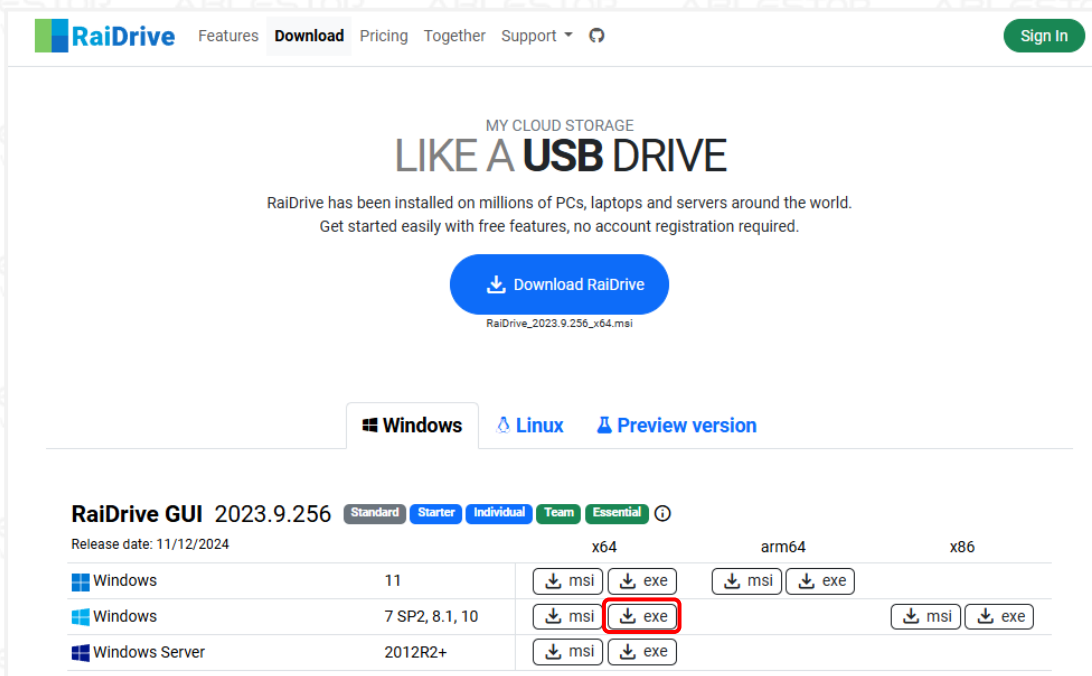 RaiDrive Features Download Pricing Together Support Sign In
MY CLOUD STORAGE
LIKE A USB DRIVE
RaiDrive has been installed on millions of PCs, laptops and servers around the world.
Get started easily with free features, no account registration required.
Download RaiDrive
RaiDrive_2023.9.256_x64.msi
Windows Linux Preview version
RaiDrive GUI 2023.9.256 Standard Starter Individual Team Essential
Release date: 11/12/2024 x64 arm64 x86
Windows 11 msi exe msi exe
Windows 7 SP2, 8.1, 10 msi exe msi exe
Windows Server 2012R2+ msi exe